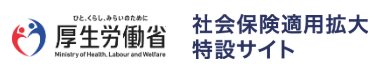 ひと、くらし、みらいのために
厚生労働省
Ministry of Health, Labour and Welfare
社会保険適用拡大
特設サイト